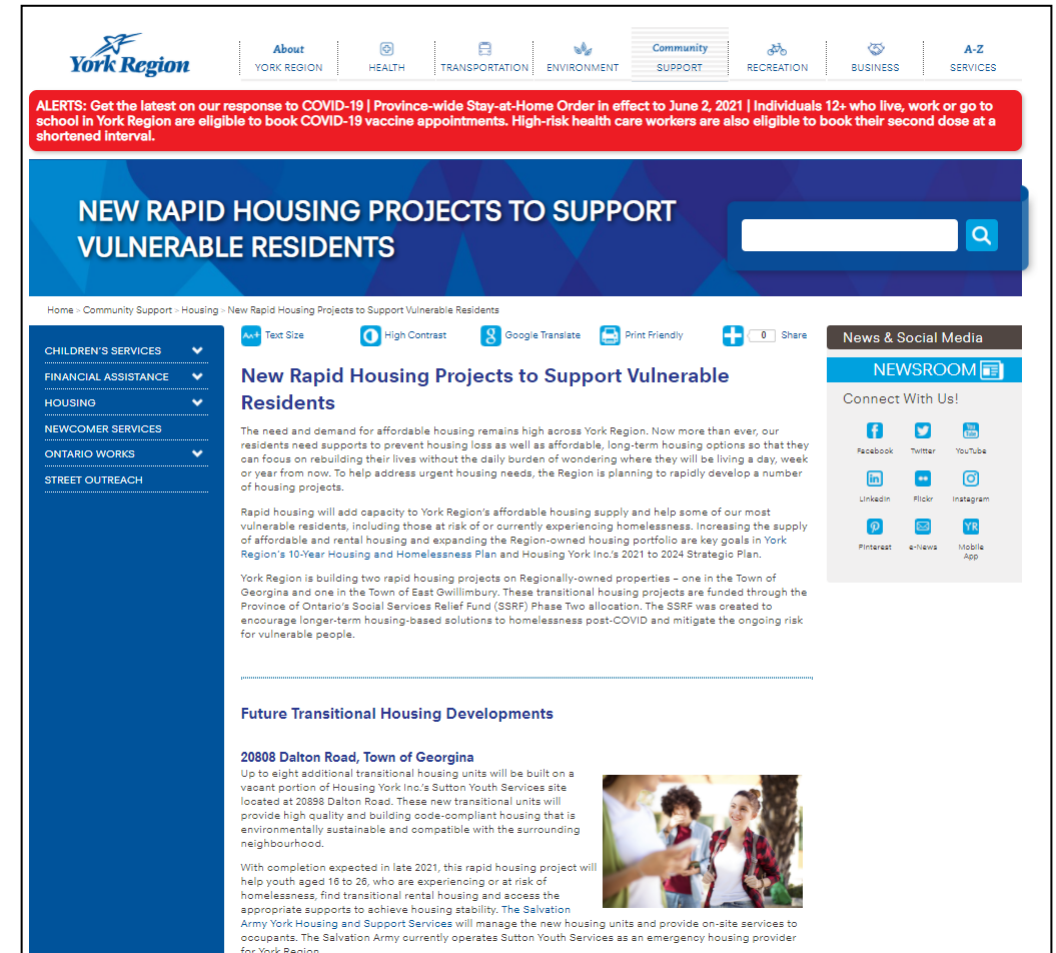 York Region
About
YORK REGION
HEALTH
TRANSPORTATION
ENVIRONMENT
Community
SUPPORT
RECREATION
BUSINESS
A-Z
SERVICES
ALERTS: Get the latest on our response to COVID-19 | Province-wide Stay-at-Home Order in effect to June 2, 2021 | Individuals
12+ who live, work or go to
school in York Region are eligible to book COVID-19 vaccine appointments. High-risk health care workers are also eligible to book their second dose at a
shortened interval.
NEW RAPID HOUSING PROJECTS TO SUPPORT
VULNERABLE RESIDENTS
Home > Community Support > Housing > New Rapid Housing Projects to Support Vulnerable Residents
CHILDREN'S SERVICES
FINANCIAL ASSISTANCE
HOUSING
NEWCOMER SERVICES
ONTARIO WORKS
STREET OUTREACH
Text Size
High Contrast
Google Translate
Print Friendly
0 Share
New Rapid Housing Projects to Support Vulnerable
Residents
The need and demand for affordable housing remains high across York Region. Now more than ever, our
residents need supports to prevent housing loss as well as affordable, long-term housing options so that they
can focus on rebuilding their lives without the daily burden of wondering where they will be living a day, week
or year from now. To help address urgent housing needs, the Region is planning to rapidly develop a number
of housing projects.
Rapid housing will add capacity to York Region's affordable housing supply and help some of our most
vulnerable residents, including those at risk of or currently experiencing homelessness. Increasing the supply
of affordable and rental housing and expanding the Region-owned housing portfolio are key goals in York
Region's 10-Year Housing and Homelessness Plan and Housing York Inc.'s 2021 to 2024 Strategic Plan.
York Region is building two rapid housing projects on Regionally-owned properties – one in the Town of
Georgina and one in the Town of East Gwillimbury. These transitional housing projects are funded through the
Province of Ontario's Social Services Relief Fund (SSRF) Phase Two allocation. The SSRF was created to
encourage longer-term housing-based solutions to homelessness post-COVID and mitigate the ongoing risk
for vulnerable people.
Future Transitional Housing Developments
20808 Dalton Road, Town of Georgina
Up to eight additional transitional housing units will be built on a
vacant portion of Housing York Inc.'s Sutton Youth Services site
located at 20898 Dalton Road. These new transitional units will
provide high quality and building code-compliant housing that is
environmentally sustainable and compatible with the surrounding
neighbourhood.
With completion expected in late 2021, this rapid housing project will
help youth aged 16 to 26, who are experiencing or at risk of
homelessness, find transitional rental housing and access the
appropriate supports to achieve housing stability. The Salvation
Army York Housing and Support Services will manage the new housing units and provide on-site services to
occupants. The Salvation Army currently operates Sutton Youth Services as an emergency housing provider
for York Region.
News & Social Media
NEWSROOM
Connect With Us!
Facebook
Twitter
YouTube
LinkedIn
Flickr
Instagram
Pinterest
e-News
YR
Mobile
App